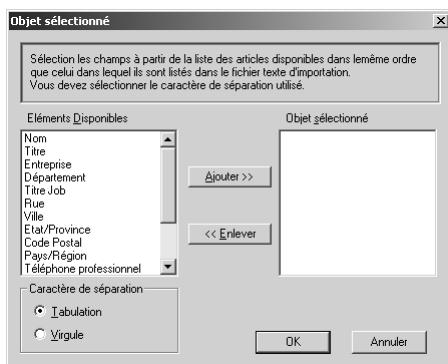 Objet sélectionné
Sélection les champs à partir de la liste des articles disponibles dans lemême ordre
que celui dans lequel ils sont listés dans le fichier texte d'importation.
Vous devez sélectionner le caractère de séparation utilisé.
Eléments Disponibles
Nom
Titre
Entreprise
Département
Titre Job
Rue
Ville
Etat/Province
Code Postal
Pays/Région
Téléphone professionnel
Ajouter >>
<< Enlever
Objet sélectionné
Caractère de séparation
Tabulation
Virgule
OK
Annuler